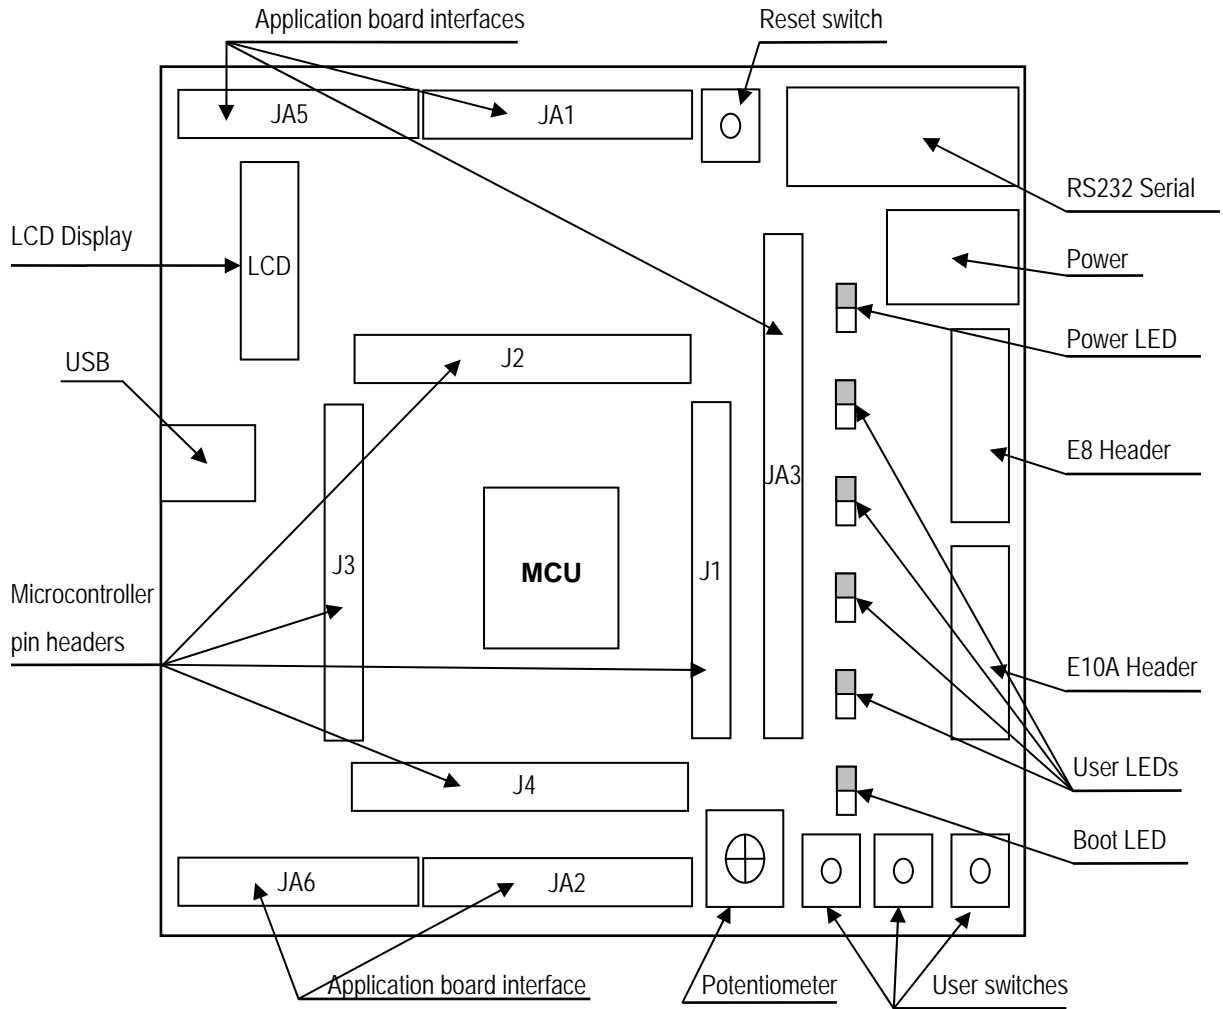 Application board interfaces
Reset switch
JA5
JA1
RS232 Serial
LCD Display
LCD
Power
Power LED
J2
USB
E8 Header
JA3
J3
MCU
J1
Microcontroller
pin headers
E10A Header
User LEDs
J4
Boot LED
JA6
JA2
Application board interface
Potentiometer
User switches